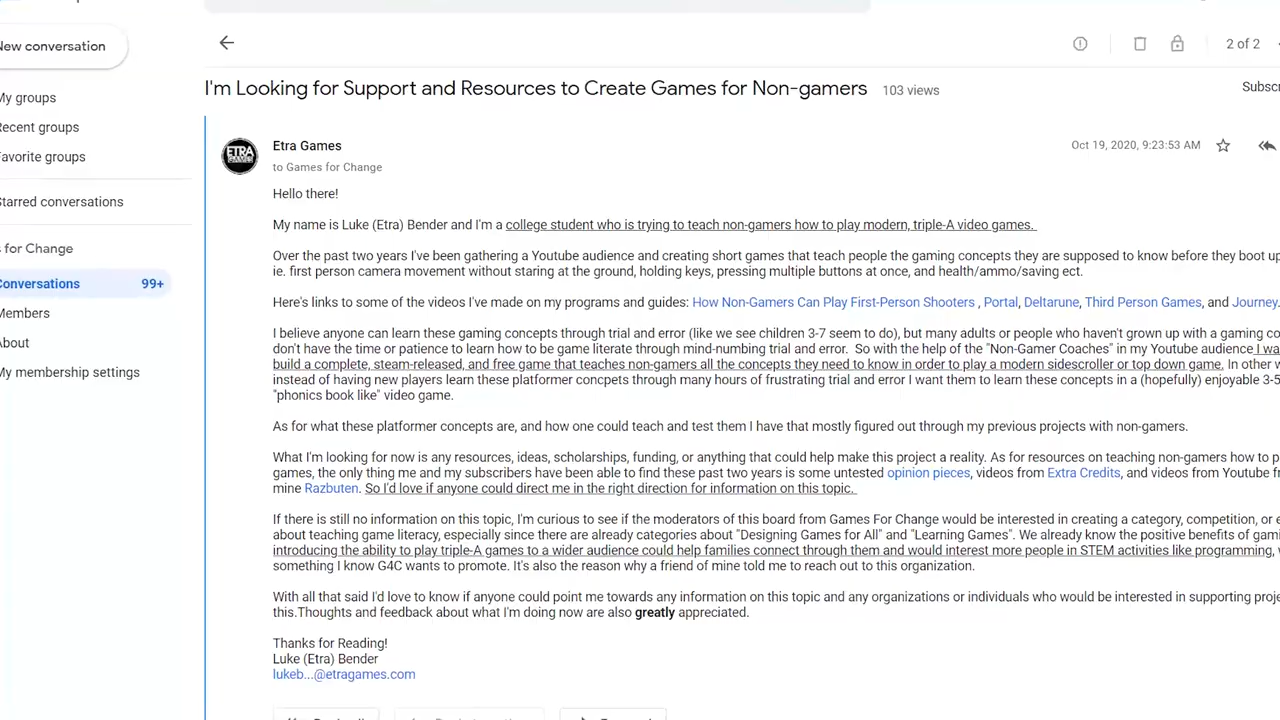 New conversation
2 of 2
My groups
I'm Looking for Support and Resources to Create Games for Non-gamers 103 views
Recent groups
Favorite groups
ETRA GAMES
Etra Games
Oct 19, 2020, 9:23:53 AM
to Games for Change
Starred conversations
Hello there!
My name is Luke (Etra) Bender and I'm a college student who is trying to teach non-gamers how to play modern, triple-A video games.
for Change
Over the past two years I've been gathering a Youtube audience and creating short games that teach people the gaming concepts they are supposed to know before they boot up
ie. first person camera movement without staring at the ground, holding keys, pressing multiple buttons at once, and health/ammo/saving ect.
Conversations 99+
Here's links to some of the videos I've made on my programs and guides: How Non-Gamers Can Play First-Person Shooters , Portal, Deltarune, Third Person Games, and Journey.
Members
I believe anyone can learn these gaming concepts through trial and error (like we see children 3-7 seem to do), but many adults or people who haven't grown up with a gaming
About
don't have the time or patience to learn how to be game literate through mind-numbing trial and error. So with the help of the "Non-Gamer Coaches" in my Youtube audience I
build a complete, steam-released, and free game that teaches non-gamers all the concepts they need to know in order to play a modern sidescroller or top down game. In other
My membership settings
instead of having new players learn these platformer concpets through many hours of frustrating trial and error I want them to learn these concepts in a (hopefully) enjoyable
"phonics book like" video game.
As for what these platformer concepts are, and how one could teach and test them I have that mostly figured out through my previous projects with non-gamers.
What I'm looking for now is any resources, ideas, scholarships, funding, or anything that could help make this project a reality. As for resources on teaching non-gamers how to
games, the only thing me and my subscribers have been able to find these past two years is some untested opinion pieces, videos from Extra Credits, and videos from Youtube
mine Razbuten. So I'd love if anyone could direct me in the right direction for information on this topic.
If there is still no information on this topic, I'm curious to see if the moderators of this board from Games For Change would be interested in creating a category, competition, or
about teaching game literacy, especially since there are already categories about "Designing Games for All" and "Learning Games". We already know the positive benefits of
introducing the ability to play triple-A games to a wider audience could help families connect through them and would interest more people in STEM activities like programming,
something I know G4C wants to promote. It's also the reason why a friend of mine told me to reach out to this organization.
With all that said I'd love to know if anyone could point me towards any information on this topic and any organizations or individuals who would be interested in supporting
this.Thoughts and feedback about what I'm doing now are also greatly appreciated.
Thanks for Reading!
Luke (Etra) Bender
lukeb...@etragames.com